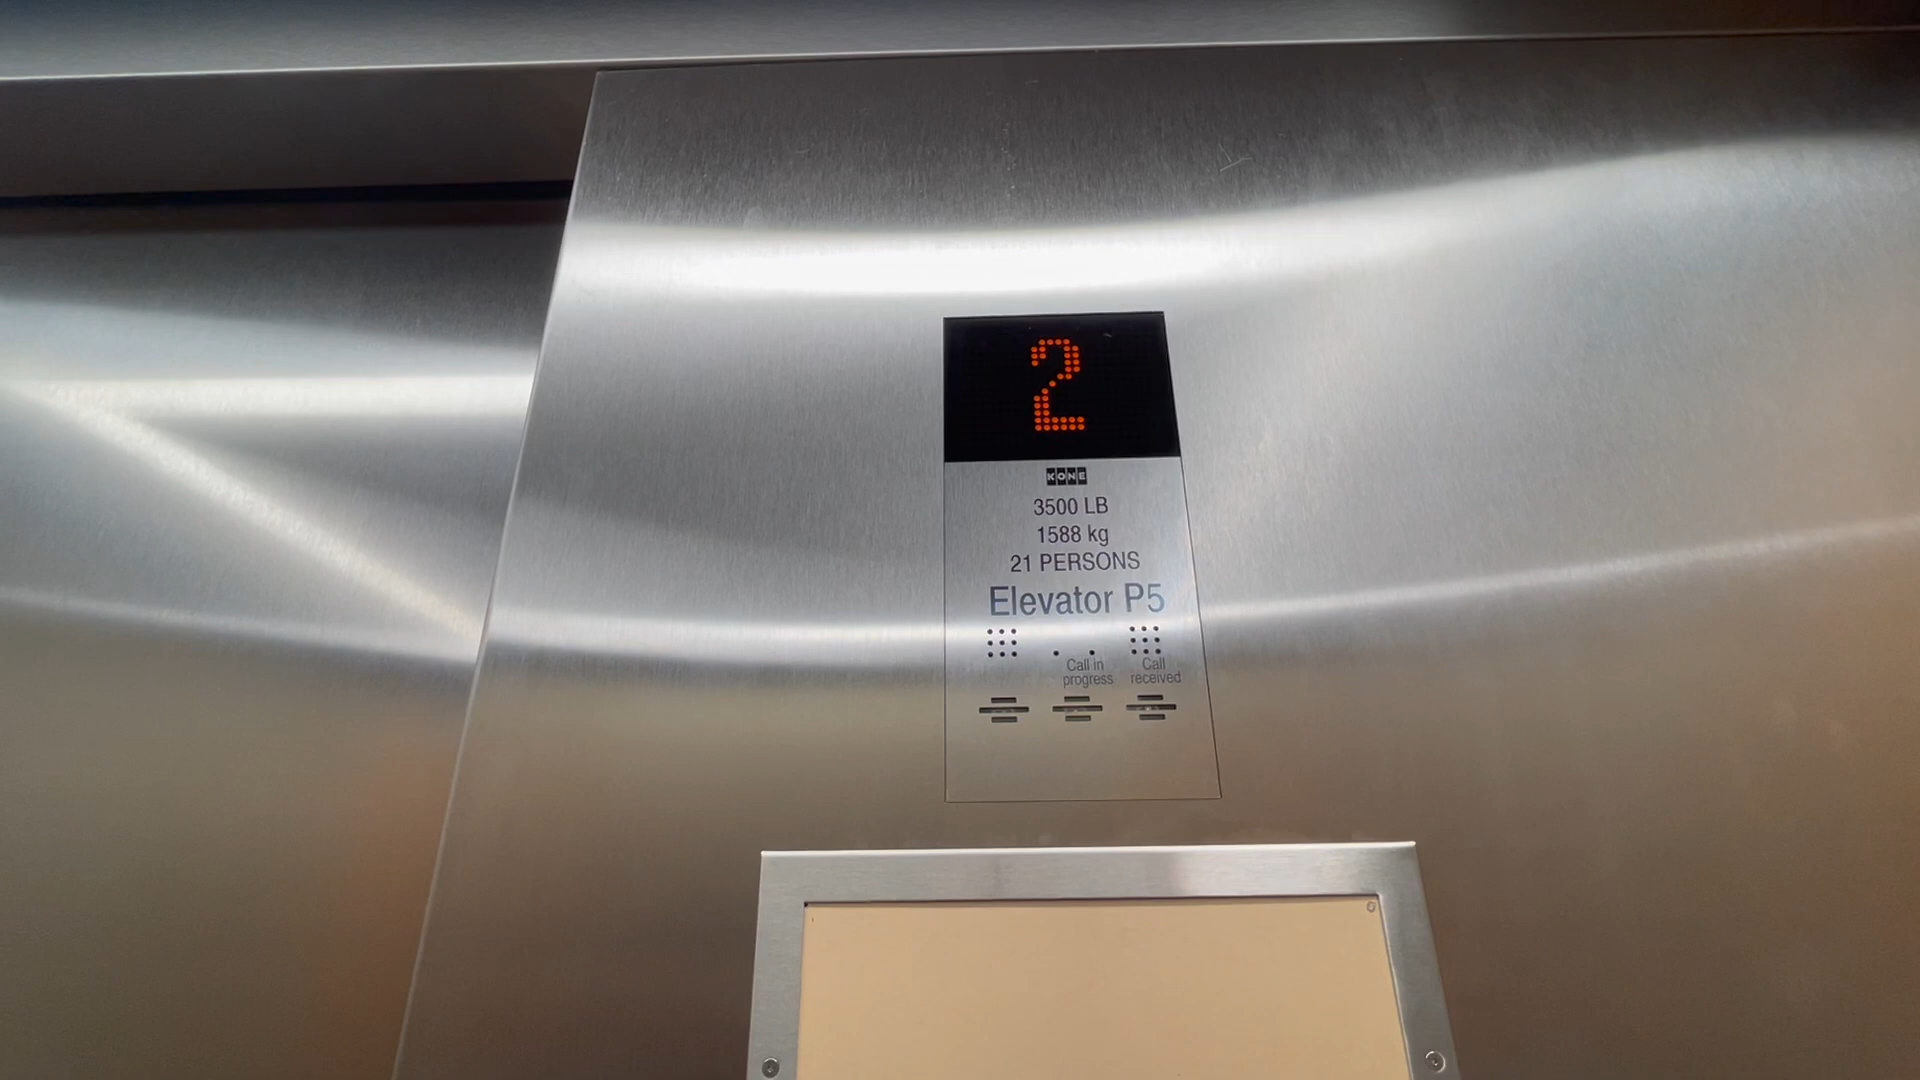 2
KONE
3500 LB
1588 kg
21 PERSONS
Elevator P5
Call in
progress
Call
received